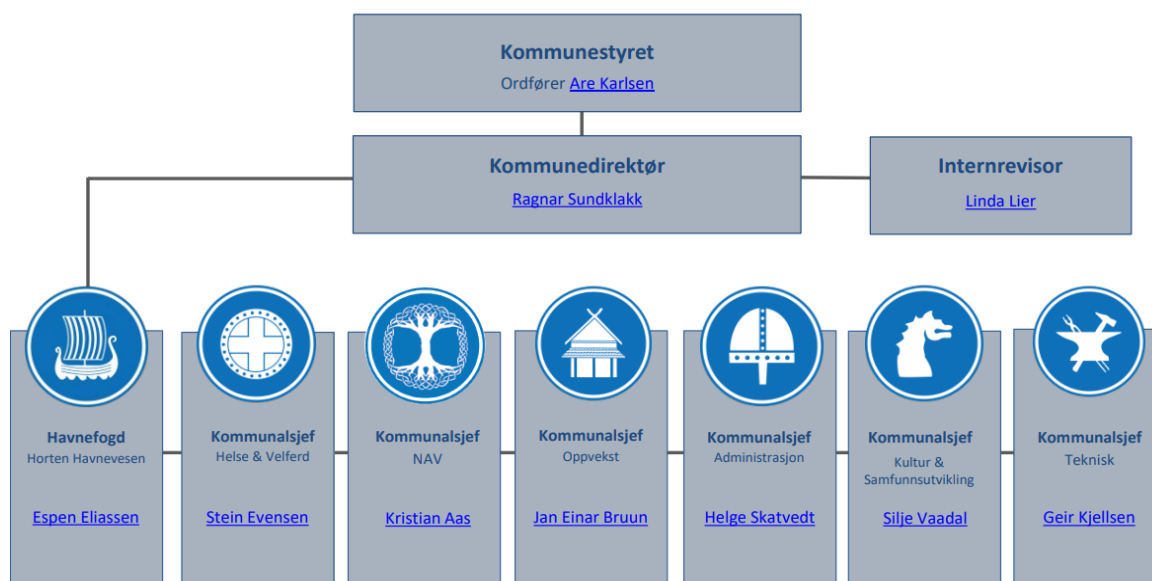 Kommunestyret
Ordfører Are Karlsen
Kommunedirektør
Ragnar Sundklakk
Internrevisor
Linda Lier
Havnefogd
Horten Havnevesen
Espen Eliassen
Kommunalsjef
Helse & Velferd
Stein Evensen
Kommunalsjef
NAV
Kristian Aas
Kommunalsjef
Oppvekst
Jan Einar Bruun
Kommunalsjef
Administrasjon
Helge Skatvedt
Kommunalsjef
Kultur &
Samfunnsutvikling
Silje Vaadal
Kommunalsjef
Teknisk
Geir Kjellsen